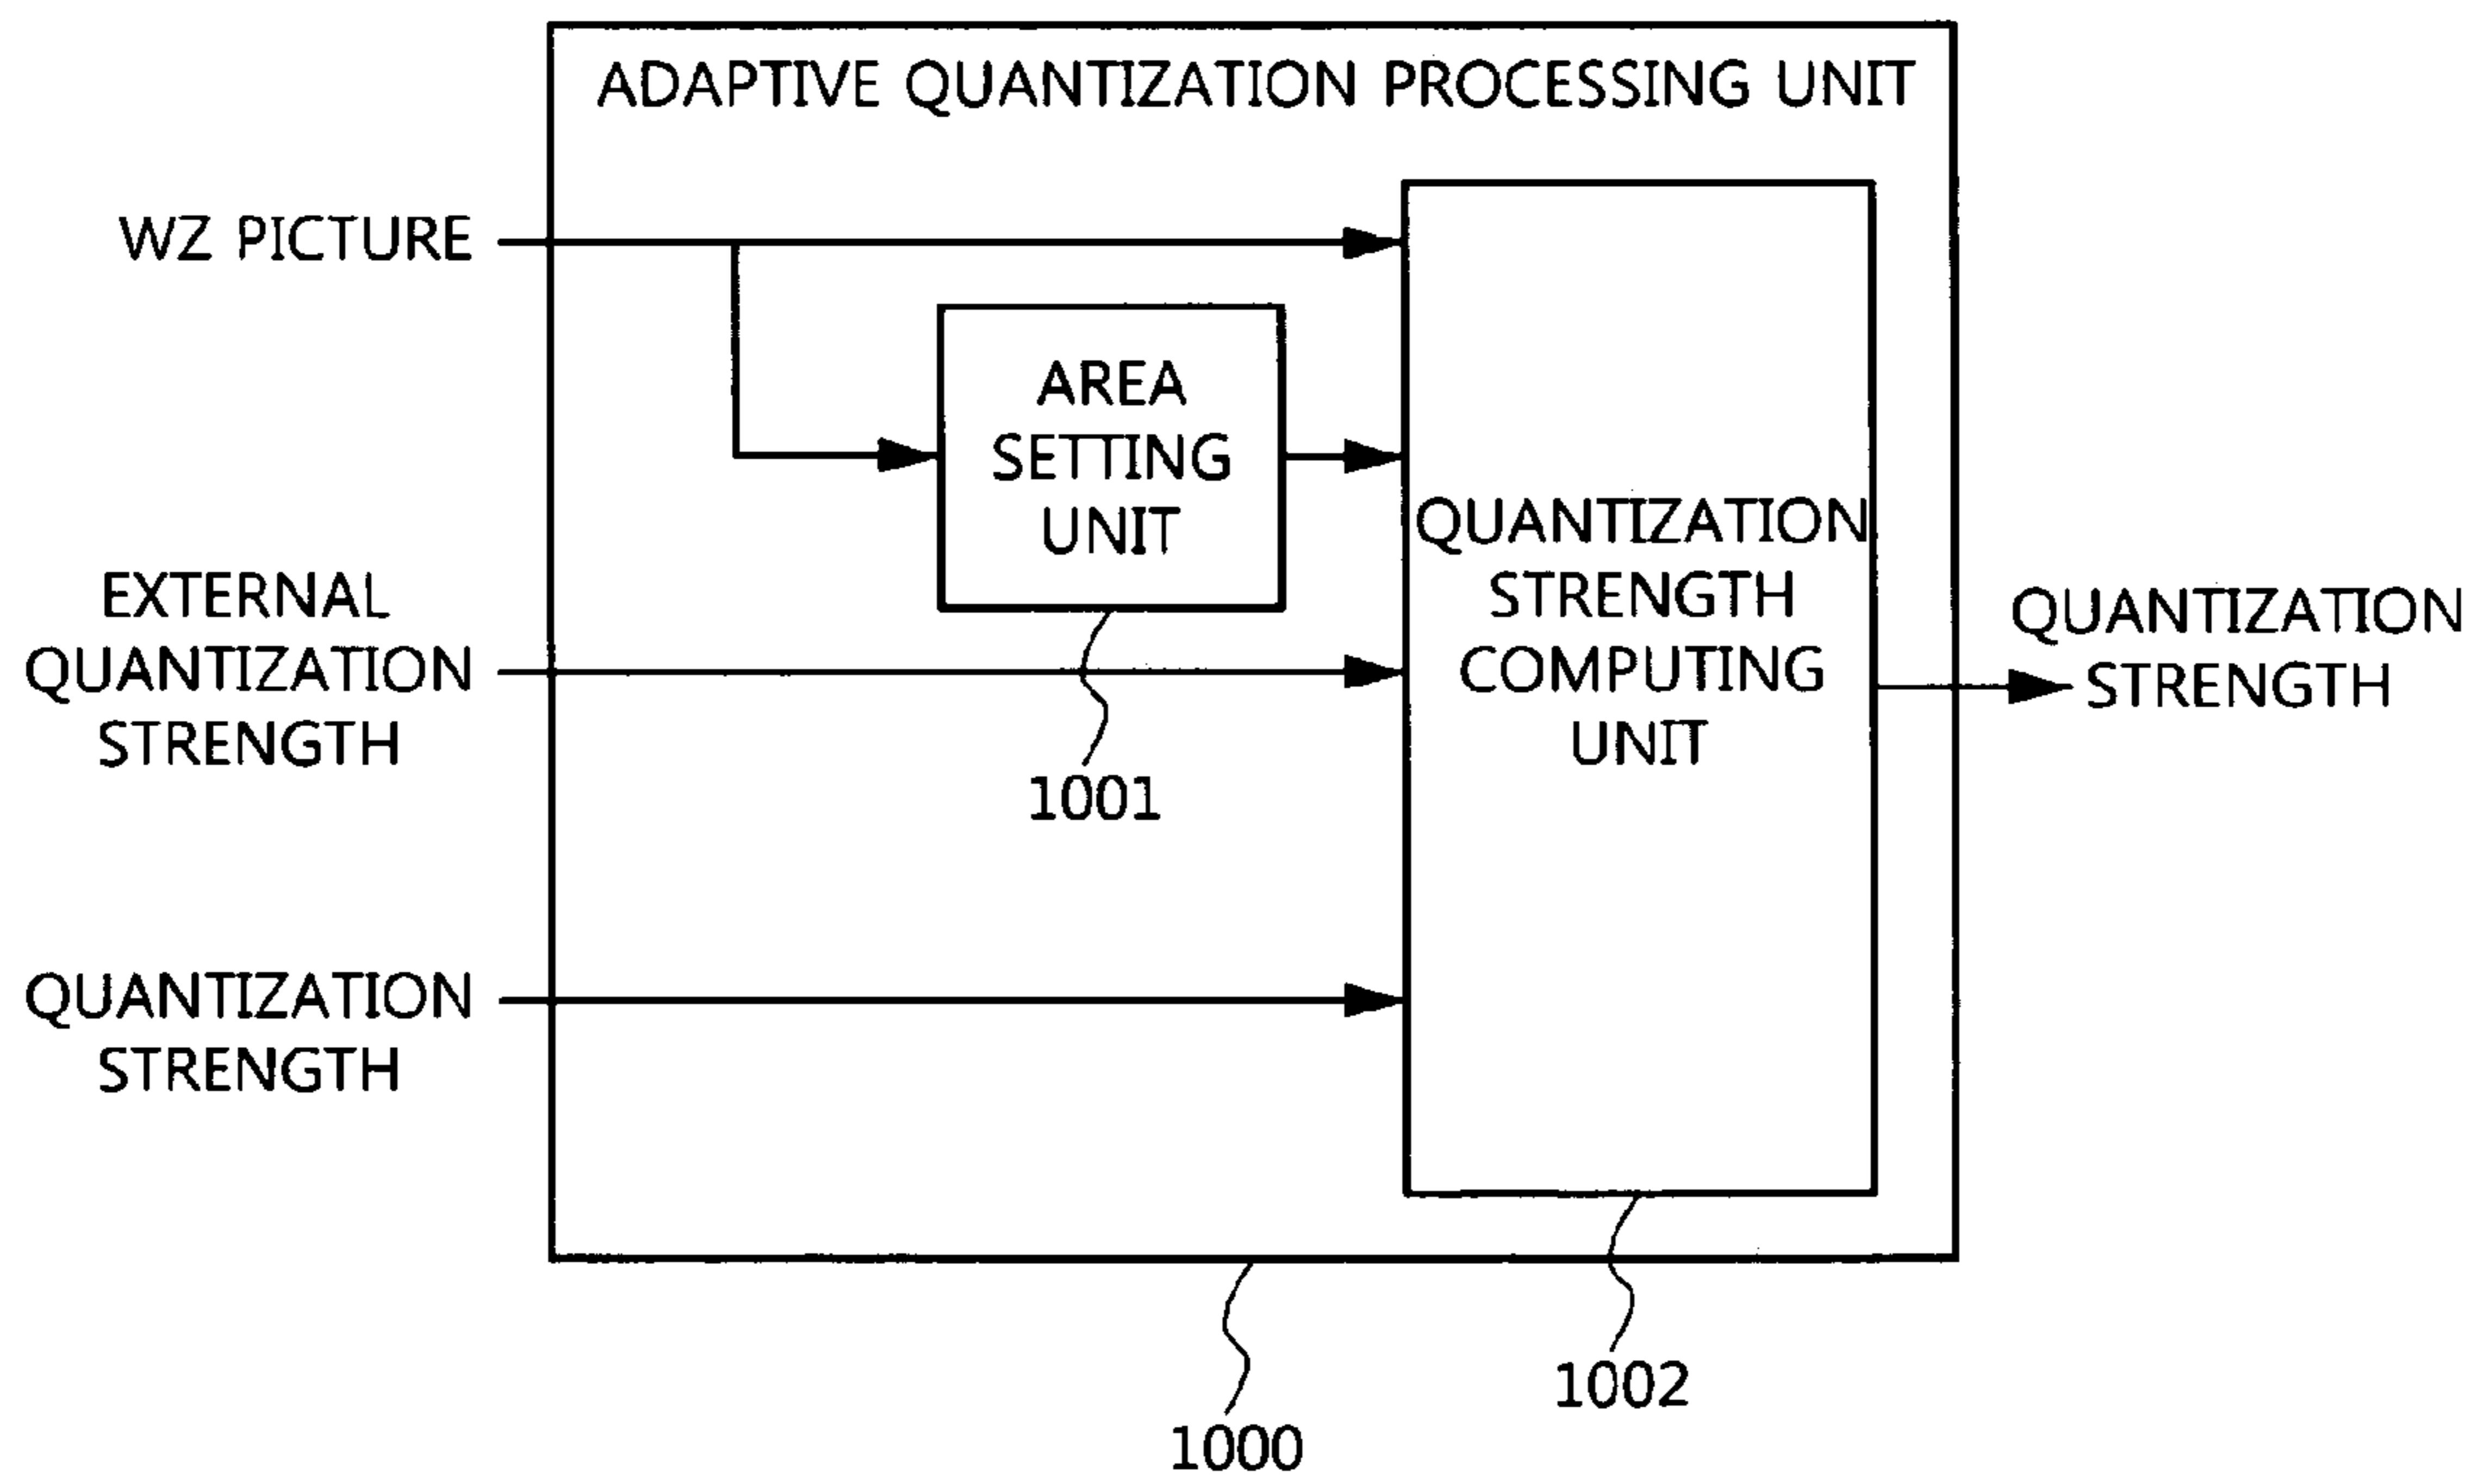 ADAPTIVE QUANTIZATION PROCESSING UNIT
WZ PICTURE
AREA
SETTING
UNIT
1001
EXTERNAL
QUANTIZATION
STRENGTH
QUANTIZATION
STRENGTH
QUANTIZATION
STRENGTH
COMPUTING
UNIT
1002
QUANTIZATION
STRENGTH
1000